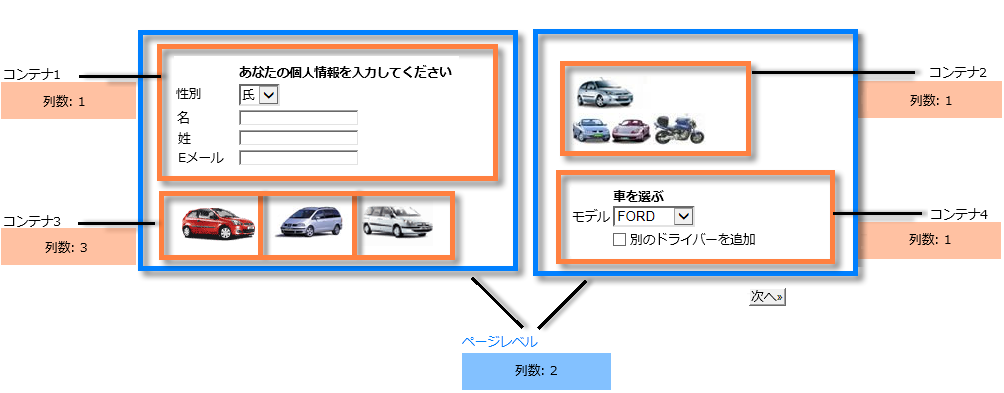 コンテナ1
列数: 1
あなたの個人情報を入力してください
性別 氏
名
姓
Eメール
コンテナ3
列数: 3
コンテナ2
列数: 1
車を選ぶ
モデル FORD
別のドライバーを追加
コンテナ4
列数: 1
次へ»
ページレベル
列数: 2